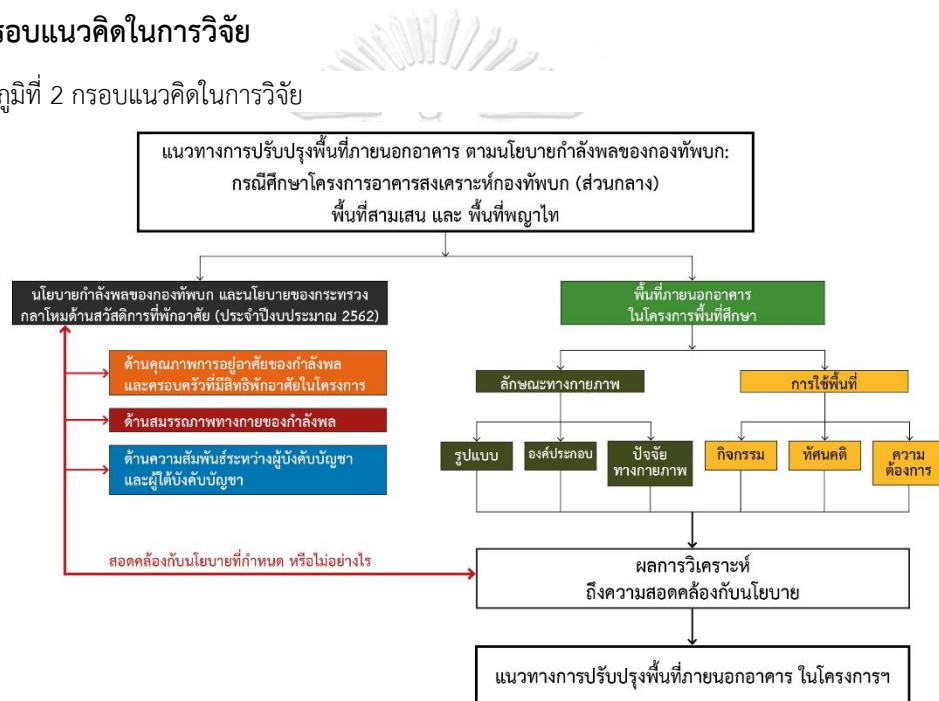 รอบแนวคิดในการวิจัย
ภูมิที่ 2 กรอบแนวคิดในการวิจัย
แนวทางการปรับปรุงพื้นที่ภายนอกอาคาร ตามนโยบายกำลังพลของกองทัพบก:
กรณีศึกษาโครงการอาคารสงเคราะห์กองทัพบก (ส่วนกลาง)
พื้นที่สามเสน และ พื้นที่พญาไท
นโยบายกำลังพลของกองทัพบก และนโยบายของกระทรวง
กลาโหมด้านสวัสดิการที่พักอาศัย (ประจำปีงบประมาณ 2562)
ด้านคุณภาพการอยู่อาศัยของกำลังพล
และครอบครัวที่มีสิทธิพักอาศัยในโครงการ
ด้านสมรรถภาพทางกายของกำลังพล
ด้านความสัมพันธ์ระหว่างผู้บังคับบัญชา
และผู้ใต้บังคับบัญชา
พื้นที่ภายนอกอาคาร
ในโครงการพื้นที่ศึกษา
ลักษณะทางกายภาพ
การใช้พื้นที่
รูปแบบ
องค์ประกอบ
ปัจจัย
ทางกายภาพ
กิจกรรม
ทัศนคติ
ความ
ต้องการ
สอดคล้องกับนโยบายที่กำหนด หรือไม่อย่างไร
ผลการวิเคราะห์
ถึงความสอดคล้องกับนโยบาย
แนวทางการปรับปรุงพื้นที่ภายนอกอาคาร ในโครงการฯ